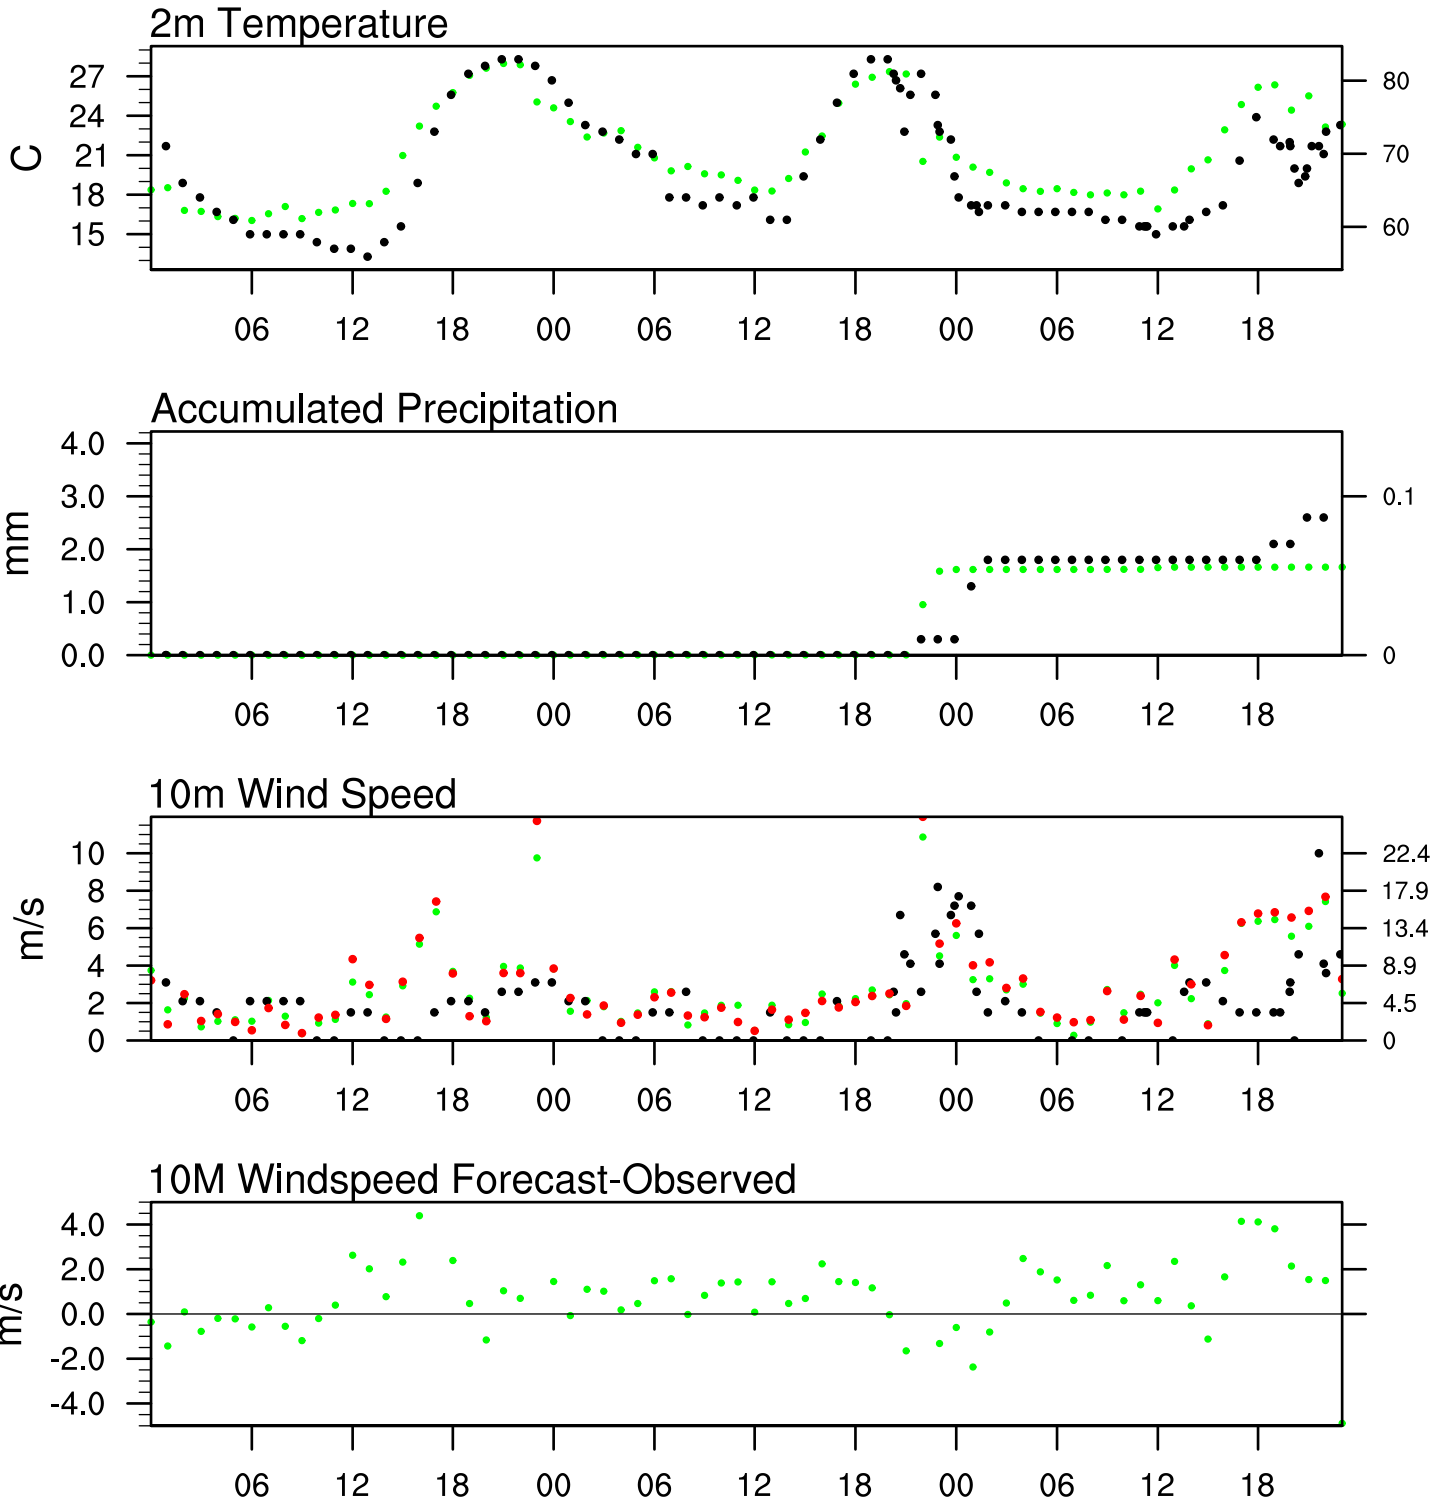 2m Temperature
27
24
21
18
15
C
80
70
60
06 12 18 00 06 12 18 00 06 12 18
Accumulated Precipitation
4.0
3.0
2.0
1.0
0.0
mm
0.1
0
06 12 18 00 06 12 18 00 06 12 18
10m Wind Speed
10
8
6
4
2
0
m/s
22.4
17.9
13.4
8.9
4.5
0
06 12 18 00 06 12 18 00 06 12 18
10M Windspeed Forecast-Observed
4.0
2.0
0.0
-2.0
-4.0
m/s
06 12 18 00 06 12 18 00 06 12 18